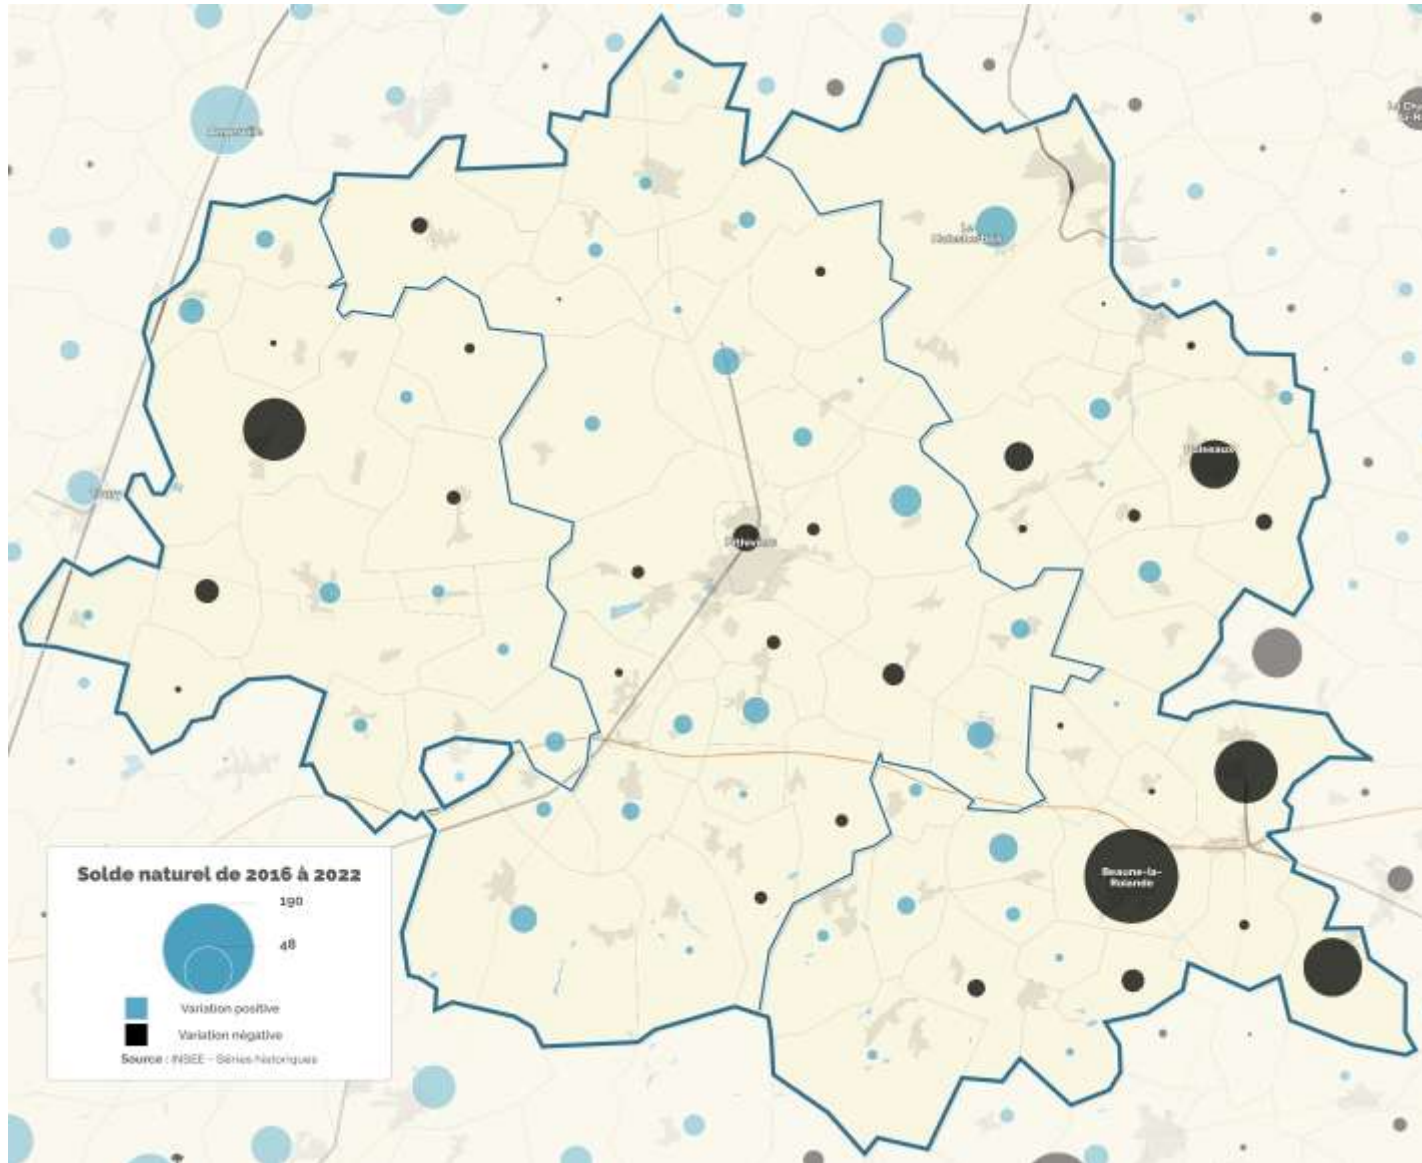 Pithiviers
Beaune-la-
Rolande
Solde naturel de 2016 à 2022
190
48
Variation positive
Variation négative
Source : INSEE - Séries historiques